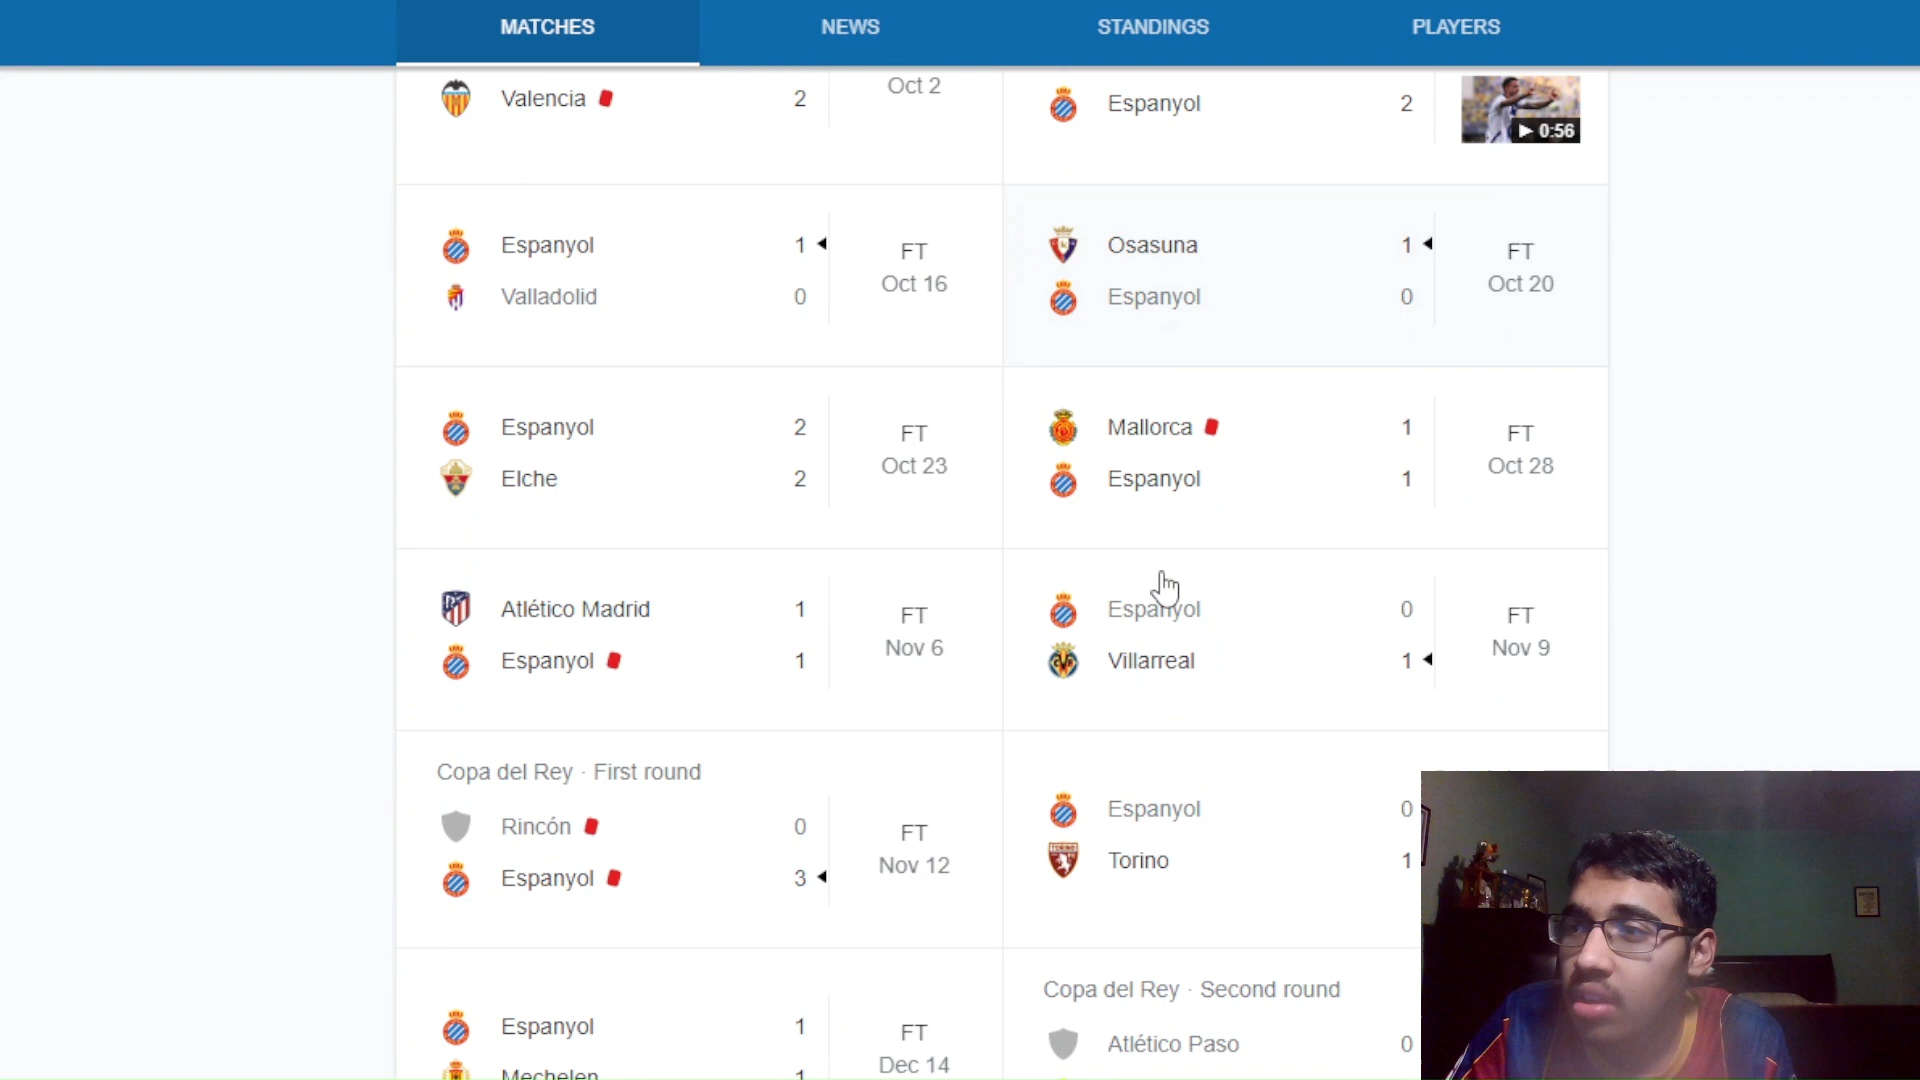 MATCHES NEWS STANDINGS PLAYERS
Valencia 2
Oct 2
Espanyol 2
0:56
Espanyol 1
Valladolid 0
FT
Oct 16
Osasuna 1
Espanyol 0
FT
Oct 20
Espanyol 2
Elche 2
FT
Oct 23
Mallorca 1
Espanyol 1
FT
Oct 28
Atlético Madrid 1
Espanyol 1
FT
Nov 6
Espanyol 0
Villarreal 1
FT
Nov 9
Copa del Rey · First round
Rincón 0
Espanyol 3
FT
Nov 12
Espanyol 0
Torino 1
Espanyol 1
Mechelen 1
FT
Dec 14
Copa del Rey · Second round
Atlético Paso 0